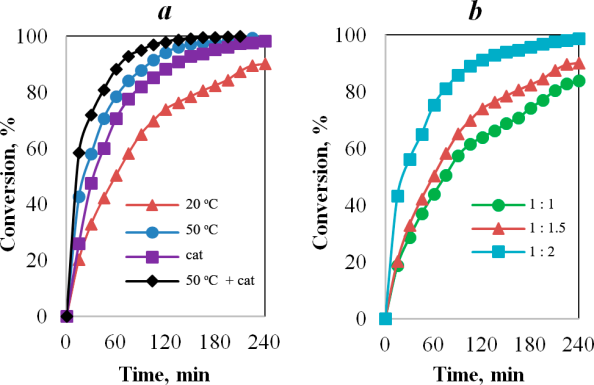 a
100
80
60
40
20
0
Conversion, %
20 °C
50 °C
cat
50 °C + cat
0 60 120 180 240
Time, min
b
100
80
60
40
20
0
Conversion, %
1 : 1
1 : 1.5
1 : 2
0 60 120 180 240
Time, min